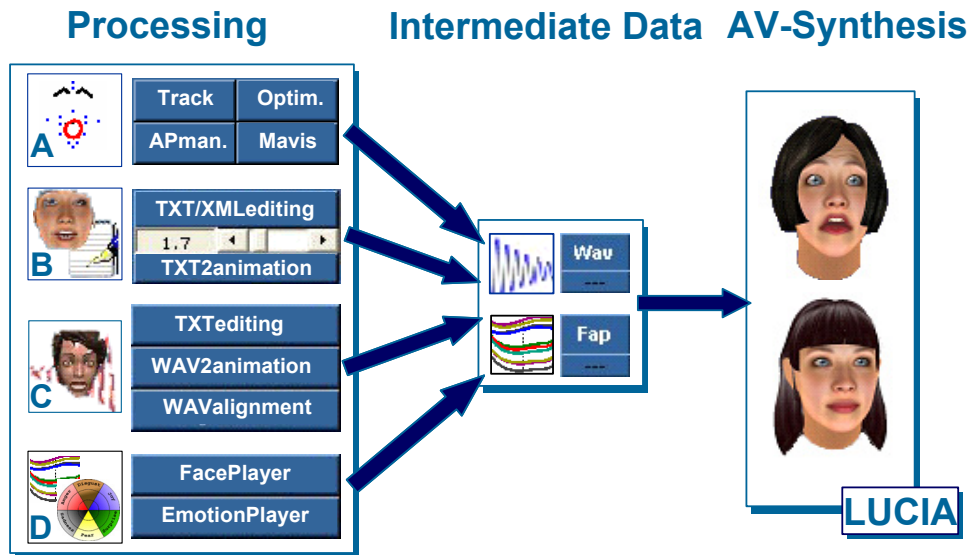 Processing
Intermediate Data
AV-Synthesis
A
Track
Optim.
APman.
Mavis
B
TXT/XMLediting
1.7
TXT2animation
C
TXTediting
WAV2animation
WAValignment
D
FacePlayer
EmotionPlayer
Wav
---
Fap
---
LUCIA